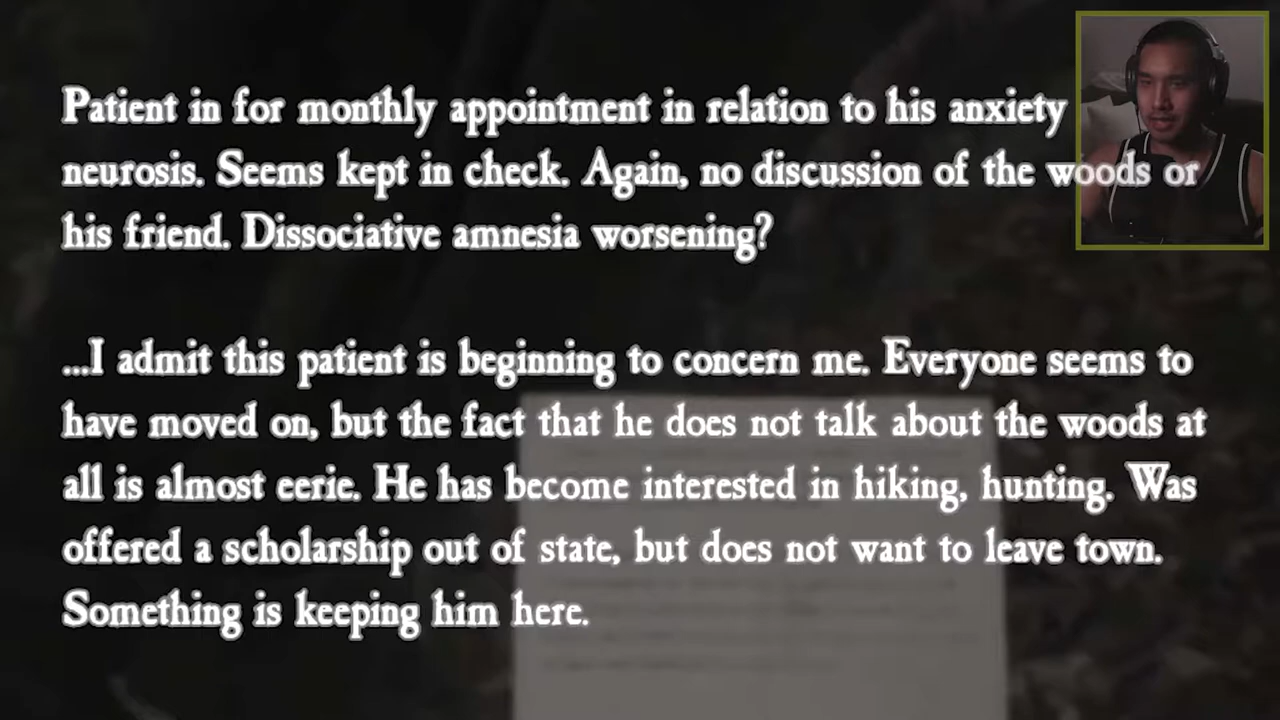 Patient in for monthly appointment in relation to his anxiety
neurosis. Seems kept in check. Again, no discussion of the woods or
his friend. Dissociative amnesia worsening?
...I admit this patient is beginning to concern me. Everyone seems to
have moved on, but the fact that he does not talk about the woods at
all is almost eerie. He has become interested in hiking, hunting. Was
offered a scholarship out of state, but does not want to leave town.
Something is keeping him here.